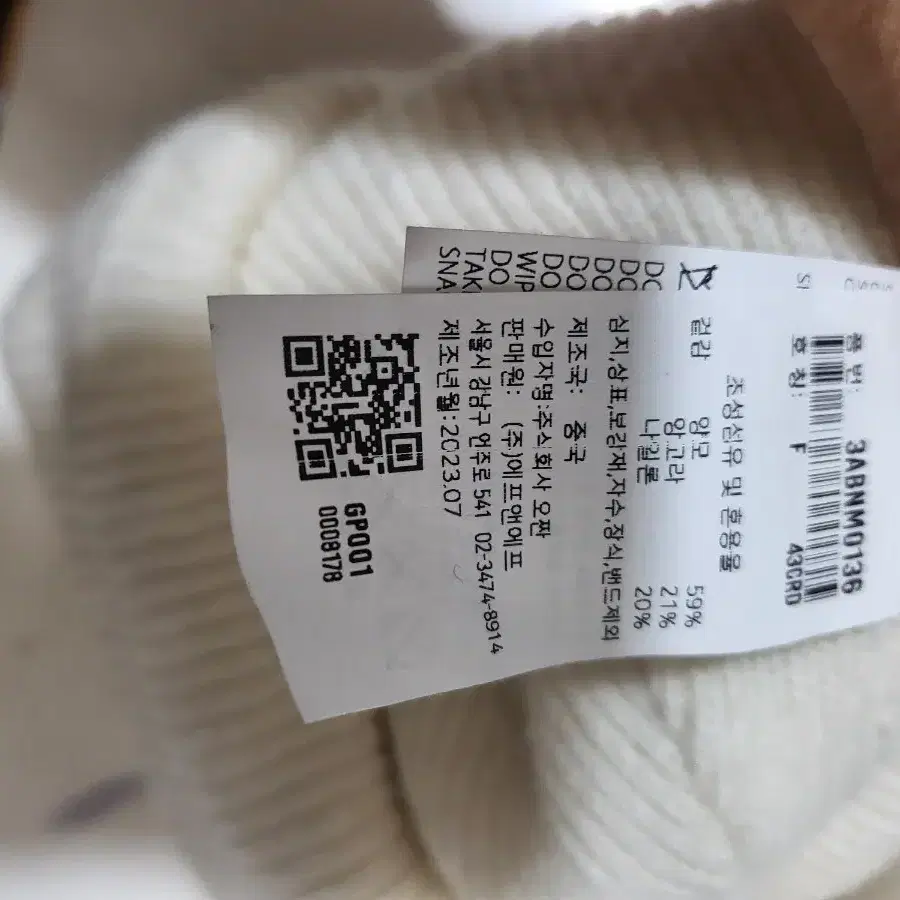 품 번: 3ABNM0136
호 칭: F 43CRD
조성섬유 및 혼용율
겉감 양모 59%
앙고라 21%
나일론 20%
심지,상표,보강재,자수,장식,밴드제외
제조국: 중국
수입자명:주식회사 오판
판매원: (주)에프앤에프
서울시 강남구 언주로 541 02-3474-8914
제조년월:2023.07
GP001
0008178
DO
DO
DO
DO
DO
WIP
DO
TAK
SNA